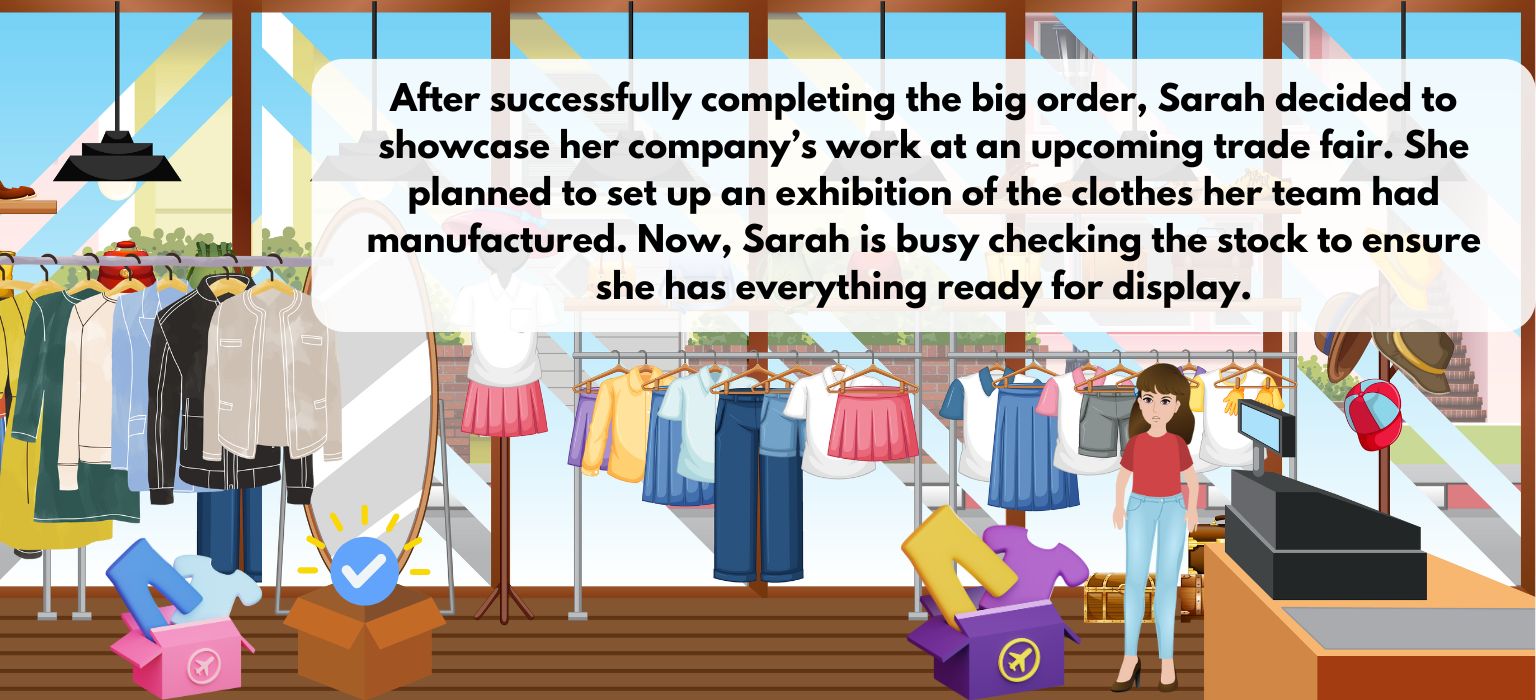 After successfully completing the big order, Sarah decided to
showcase her company’s work at an upcoming trade fair. She
planned to set up an exhibition of the clothes her team had
manufactured. Now, Sarah is busy checking the stock to ensure
she has everything ready for display.